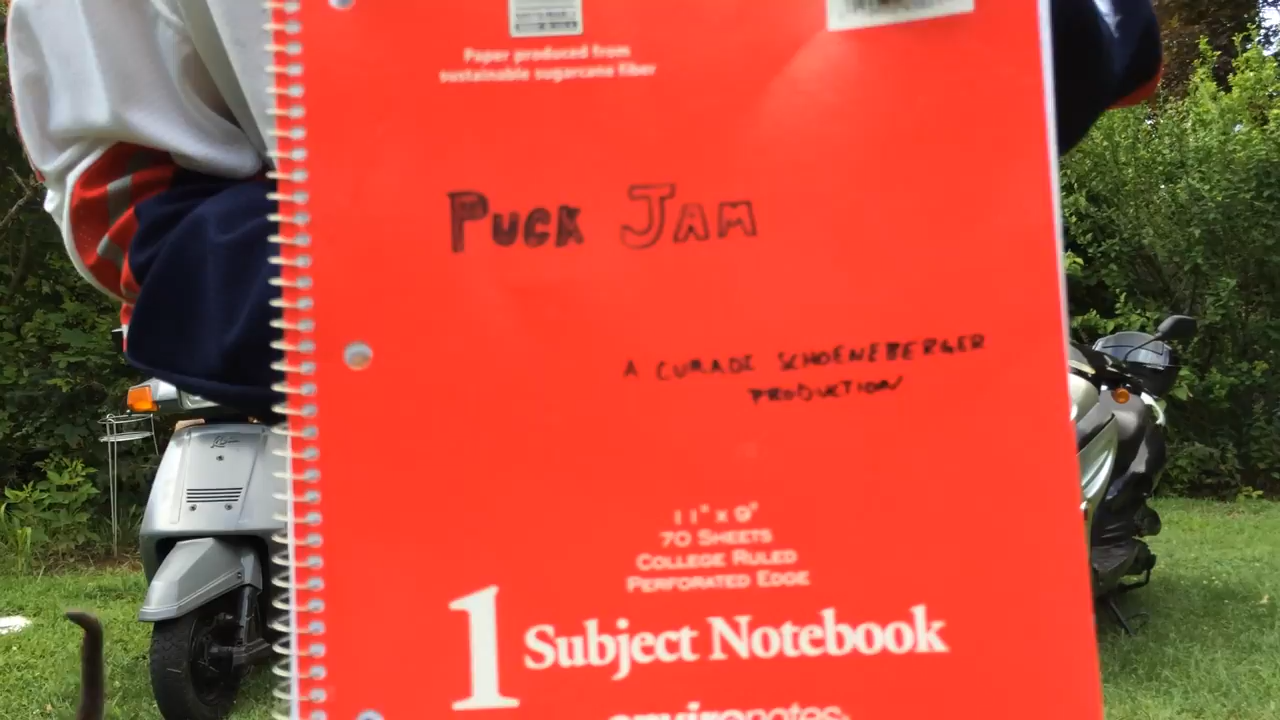 Paper produced from
sustainable sugarcane fiber
PUCK JAM
A CURADE SCHOENEBERGER
PRODUCTION
11" x 9"
70 SHEETS
COLLEGE RULED
PERFORATED EDGE
1 Subject Notebook
environotes